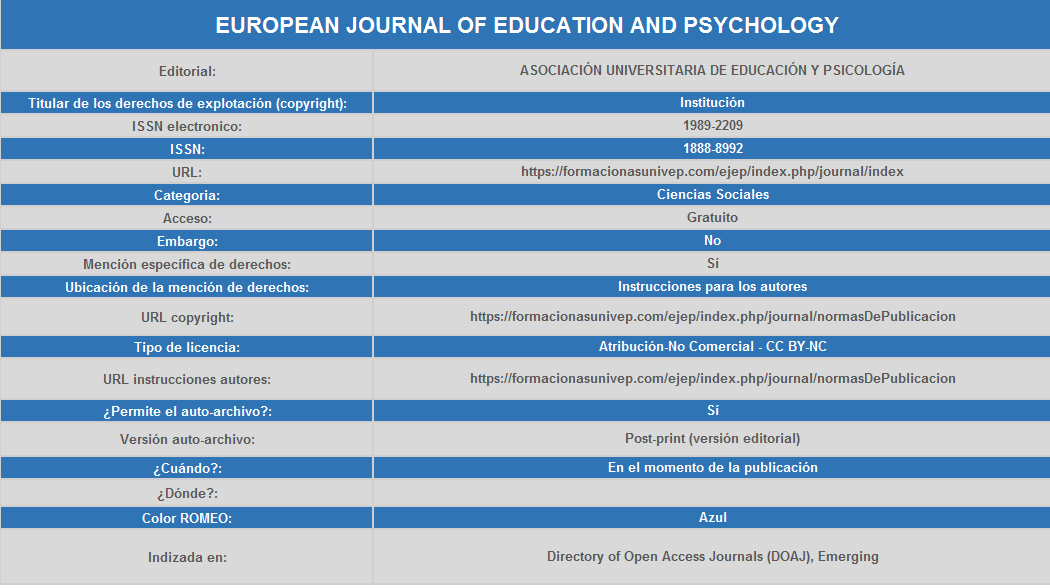 EUROPEAN JOURNAL OF EDUCATION AND PSYCHOLOGY
Editorial: ASOCIACIÓN UNIVERSITARIA DE EDUCACIÓN Y PSICOLOGÍA
Titular de los derechos de explotación (copyright): Institución
ISSN electronico: 1989-2209
ISSN: 1888-8992
URL: https://formacionasunivep.com/ejep/index.php/journal/index
Categoria: Ciencias Sociales
Acceso: Gratuito
Embargo: No
Mención específica de derechos: Sí
Ubicación de la mención de derechos: Instrucciones para los autores
URL copyright: https://formacionasunivep.com/ejep/index.php/journal/normasDePublicacion
Tipo de licencia: Atribución-No Comercial - CC BY-NC
URL instrucciones autores: https://formacionasunivep.com/ejep/index.php/journal/normasDePublicacion
¿Permite el auto-archivo?: Sí
Versión auto-archivo: Post-print (versión editorial)
¿Cuándo?: En el momento de la publicación
¿Dónde?:
Color ROMEO: Azul
Indizada en: Directory of Open Access Journals (DOAJ), Emerging